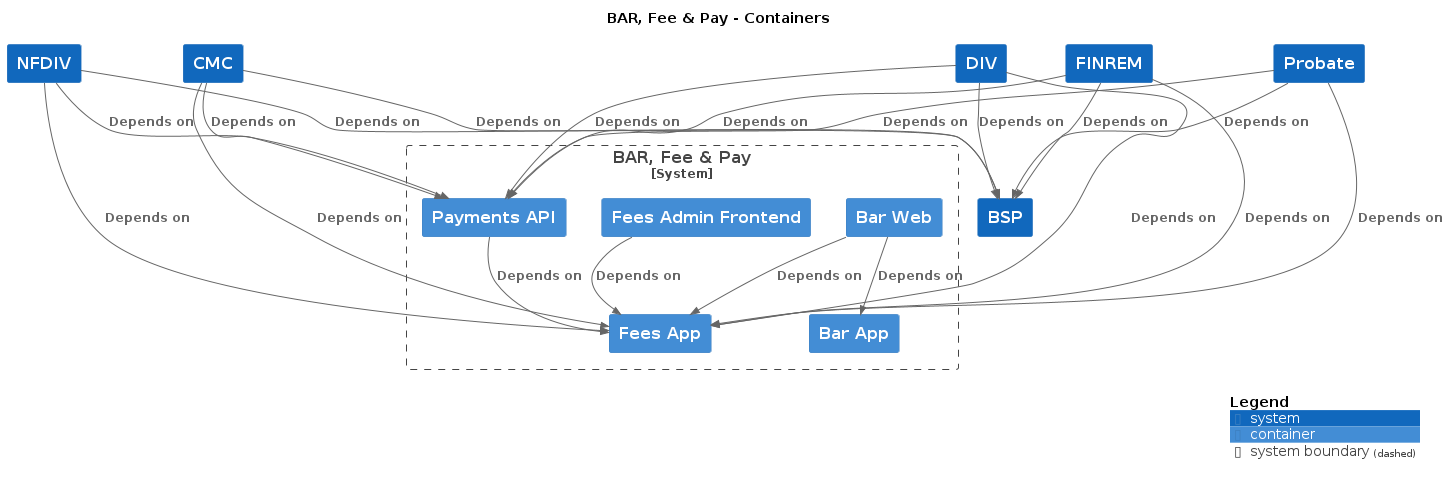 BAR, Fee & Pay - Containers
NFDIV
CMC
DIV
FINREM
Probate
Depends on
Depends on
Depends on
Depends on
Depends on
Depends on
Depends on
Depends on
Depends on
Depends on
BAR, Fee & Pay
[System]
Payments API
Fees Admin Frontend
Bar Web
BSP
Depends on
Depends on
Depends on
Depends on
Depends on
Depends on
Depends on
Depends on
Depends on
Fees App
Bar App
Legend
system
container
system boundary (dashed)